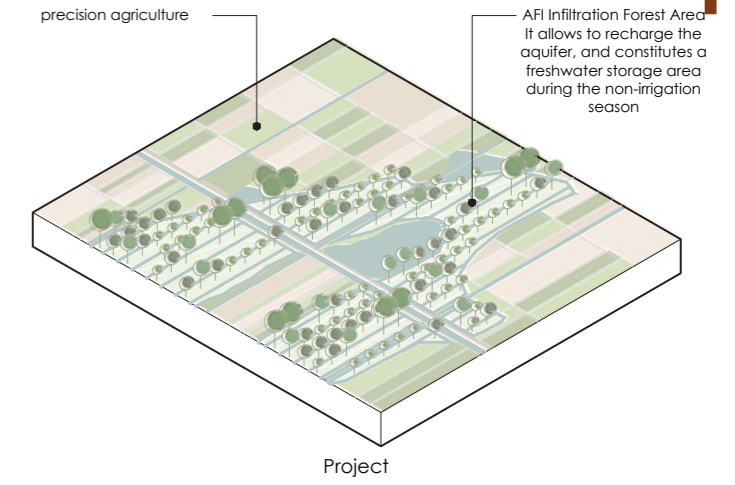 precision agriculture
AFI Infiltration Forest Area
It allows to recharge the
aquifer, and constitutes a
freshwater storage area
during the non-irrigation
season
Project